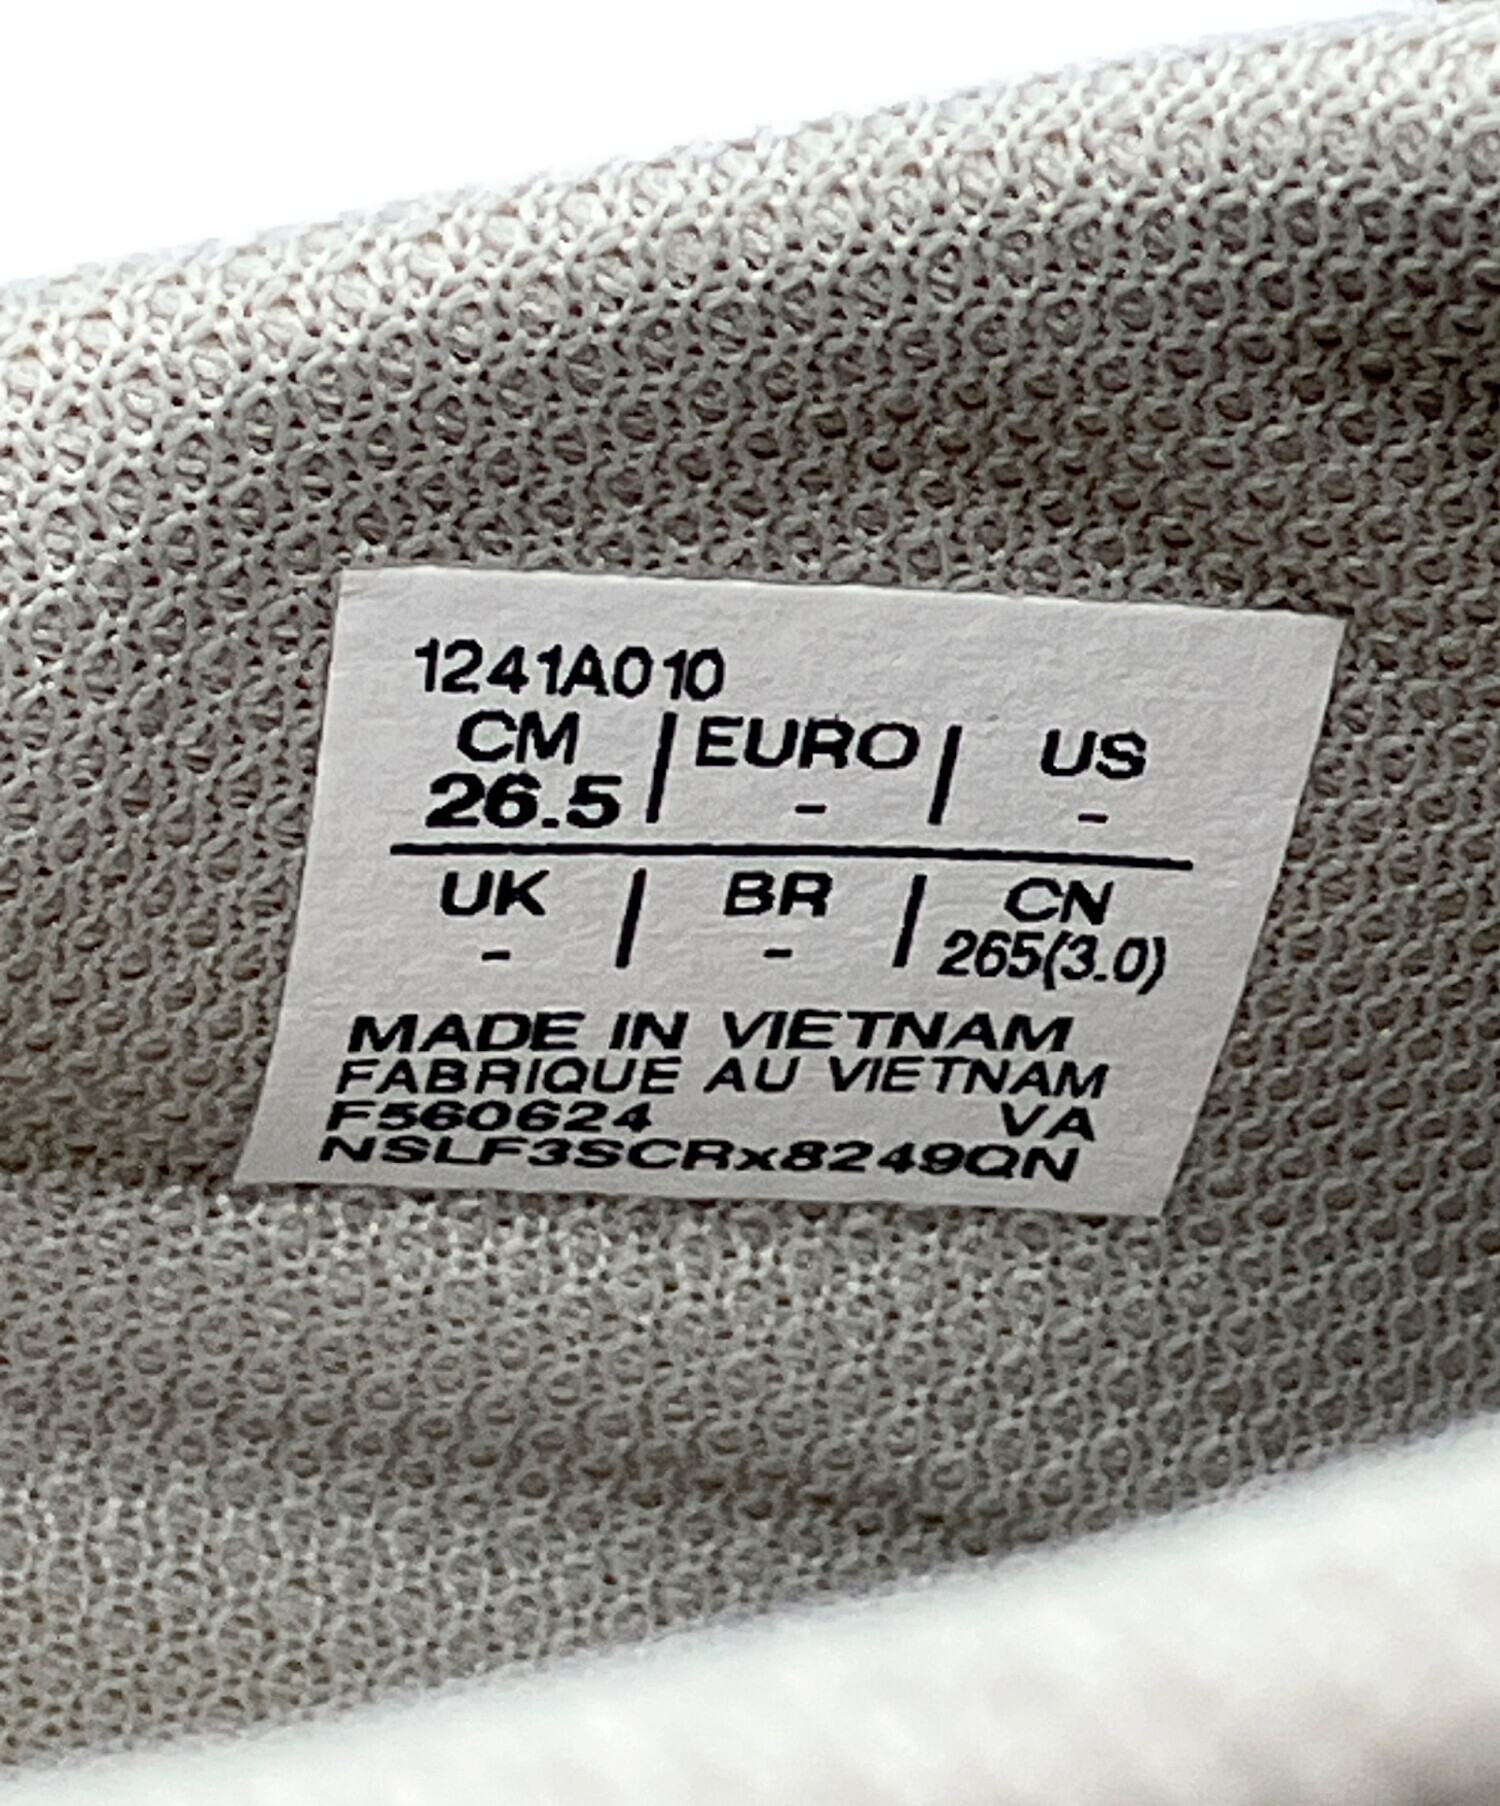 1241A010
CM | EURO | US
26.5 - -
UK | BR | CN
- - 265(3.0)
MADE IN VIETNAM
FABRIQUE AU VIETNAM
F560624 VA
NSLF3SCRx8249QN